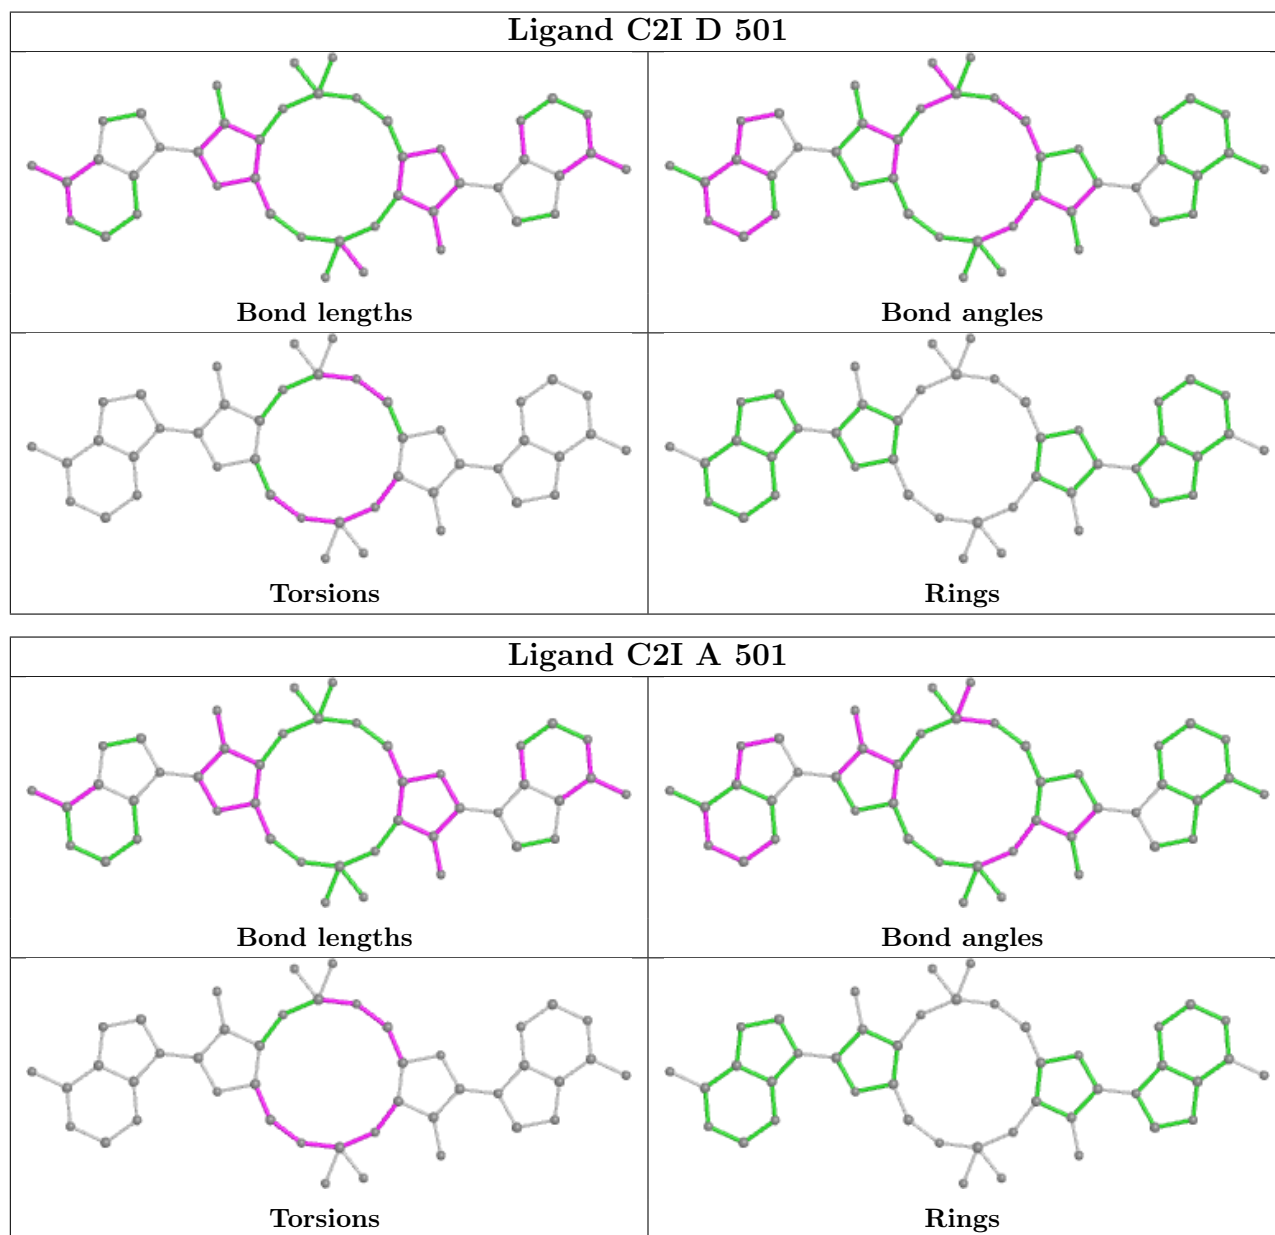 Ligand C2I D 501
Bond lengths
Bond angles
Torsions
Rings
Ligand C2I A 501
Bond lengths
Bond angles
Torsions
Rings